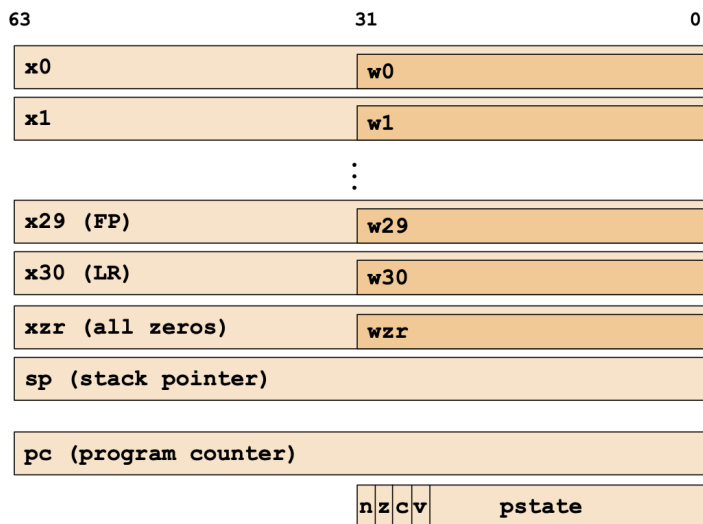 63 31 0
x0 w0
x1 w1
⋮
x29 (FP) w29
x30 (LR) w30
xzr (all zeros) wzr
sp (stack pointer)
pc (program counter)
n z c v pstate